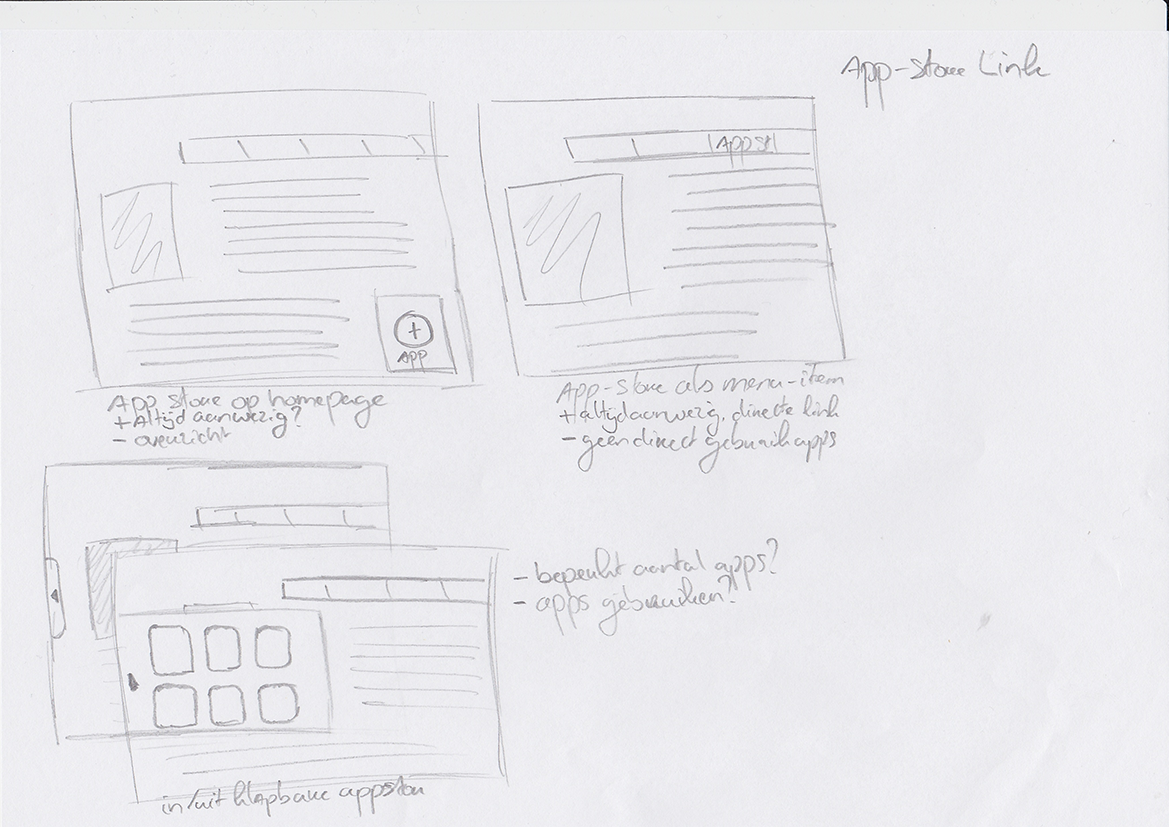 App-store Link
APPst
+
APP
App store op homepage
+ Altijd aanwezig?
- overzicht
App-store als menu-item
+ altijd aanwezig, directe link
- geen direct gebruik apps
- beperkt aantal apps?
- apps gebruiken?
in/uit klapbare appstore